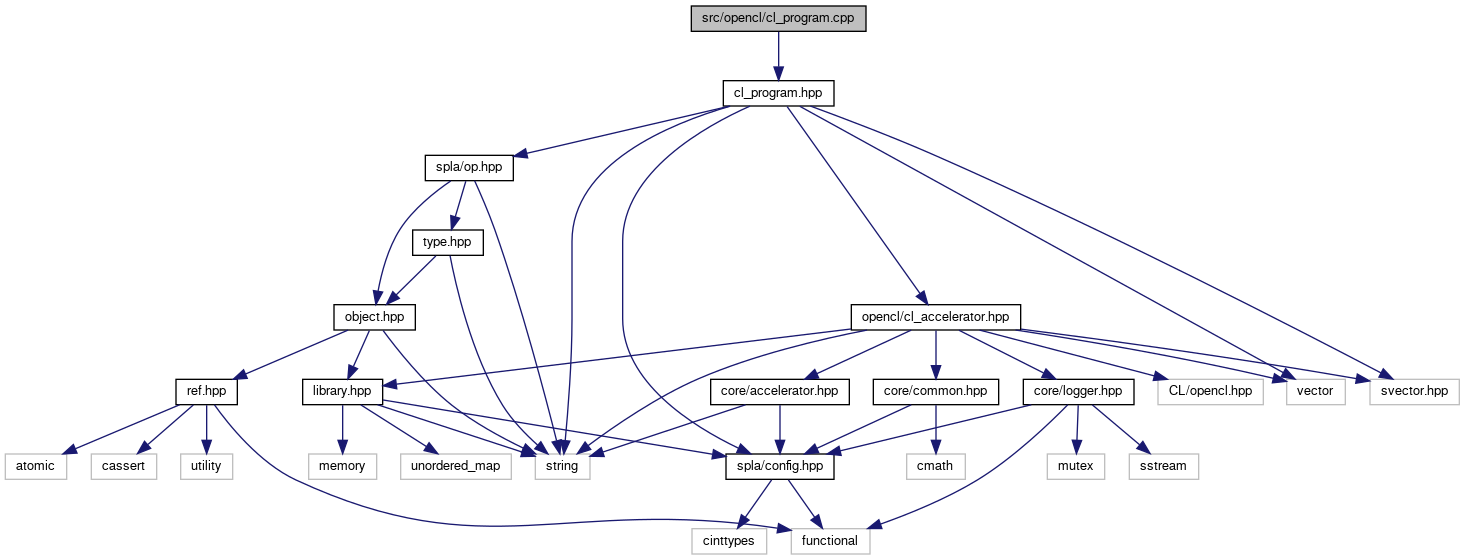 src/opencl/cl_program.cpp
cl_program.hpp
spla/op.hpp
type.hpp
object.hpp
opencl/cl_accelerator.hpp
ref.hpp
library.hpp
core/accelerator.hpp
core/common.hpp
core/logger.hpp
CL/opencl.hpp
vector
svector.hpp
atomic
cassert
utility
memory
unordered_map
string
spla/config.hpp
cmath
mutex
sstream
cinttypes
functional